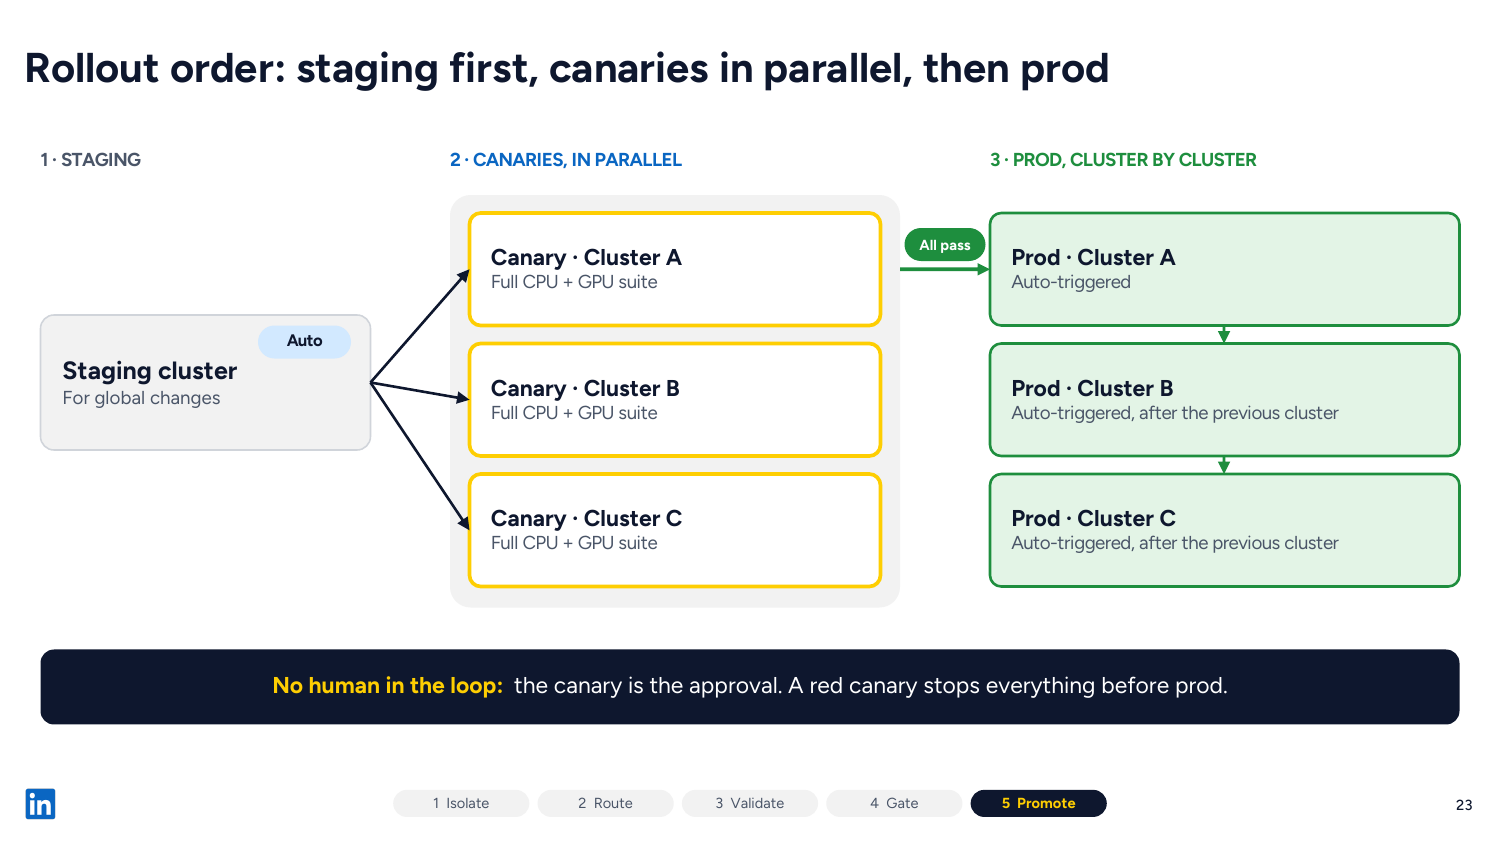 Rollout order: staging first, canaries in parallel, then prod
1 · STAGING
Auto
Staging cluster
For global changes
2 · CANARIES, IN PARALLEL
Canary · Cluster A
Full CPU + GPU suite
Canary · Cluster B
Full CPU + GPU suite
Canary · Cluster C
Full CPU + GPU suite
All pass
3 · PROD, CLUSTER BY CLUSTER
Prod · Cluster A
Auto-triggered
Prod · Cluster B
Auto-triggered, after the previous cluster
Prod · Cluster C
Auto-triggered, after the previous cluster
No human in the loop: the canary is the approval. A red canary stops everything before prod.
in
1 Isolate
2 Route
3 Validate
4 Gate
5 Promote
23